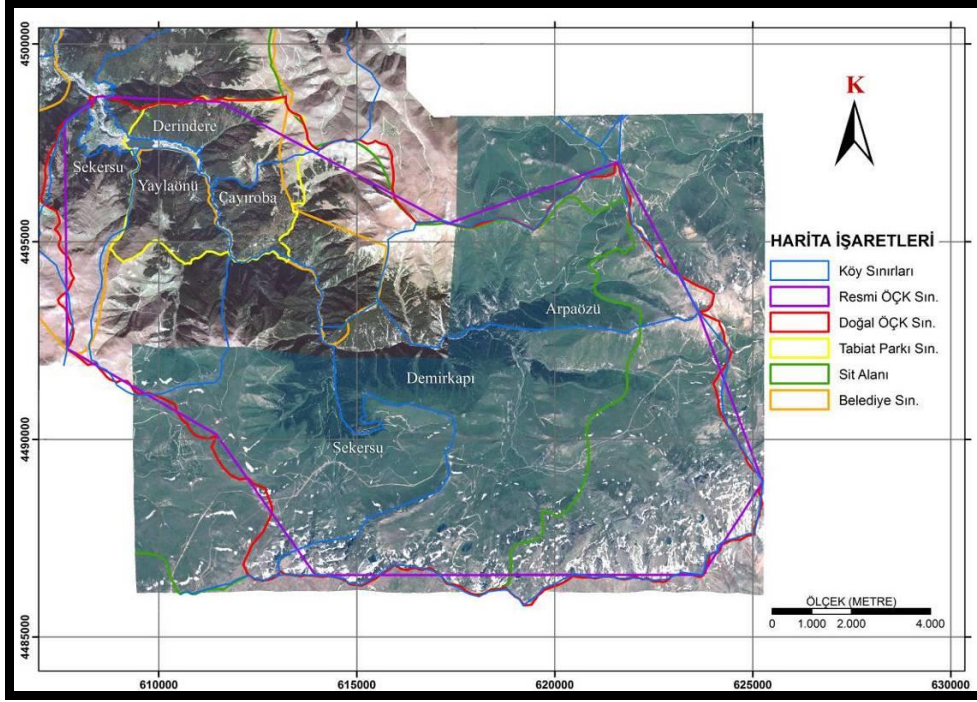 K
4500000
4495000
4490000
4485000
Derindere
Şekersu
Yaylaönü
Çayıroba
Arpaözü
Demirkapı
Şekersu
HARİTA İŞARETLERİ
Köy Sınırları
Resmi ÖÇK Sın.
Doğal ÖÇK Sın.
Tabiat Parkı Sın.
Sit Alanı
Belediye Sın.
ÖLÇEK (METRE)
0 1.000 2.000 4.000
610000 615000 620000 625000 630000